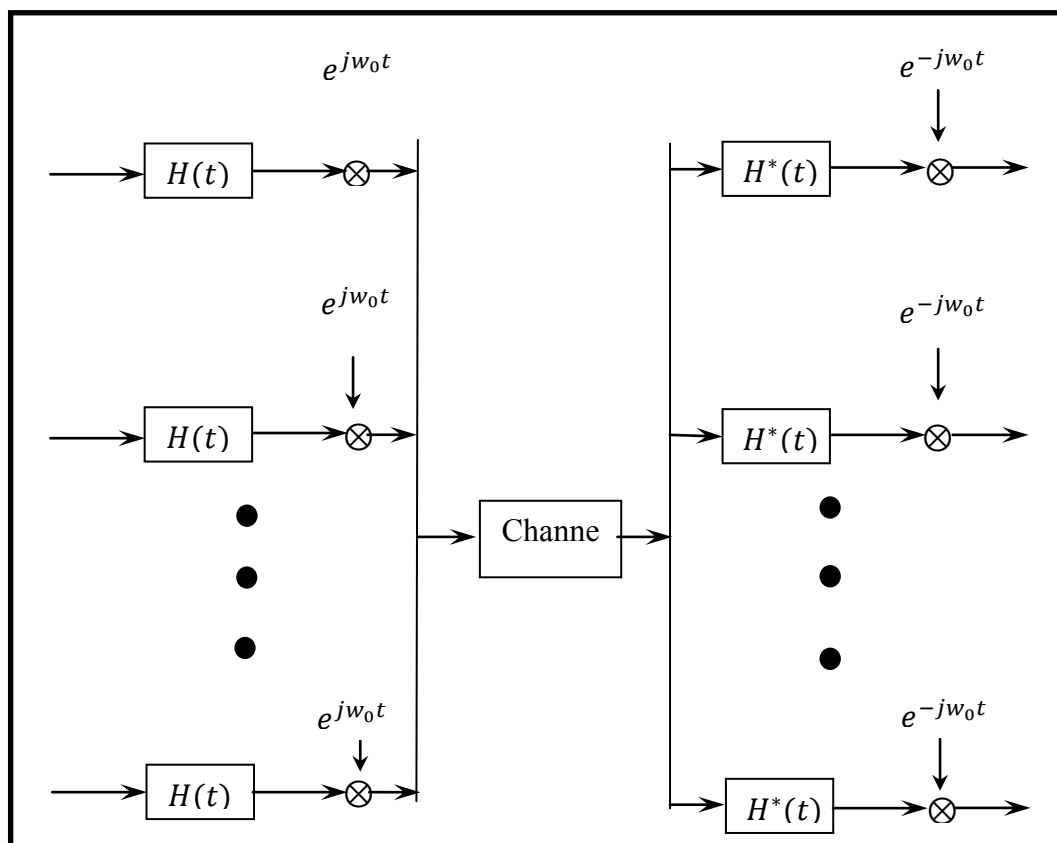 e^{jw_0t}
e^{-jw_0t}
H(t)
H*(t)
e^{jw_0t}
e^{-jw_0t}
H(t)
H*(t)
Channe
e^{jw_0t}
e^{-jw_0t}
H(t)
H*(t)